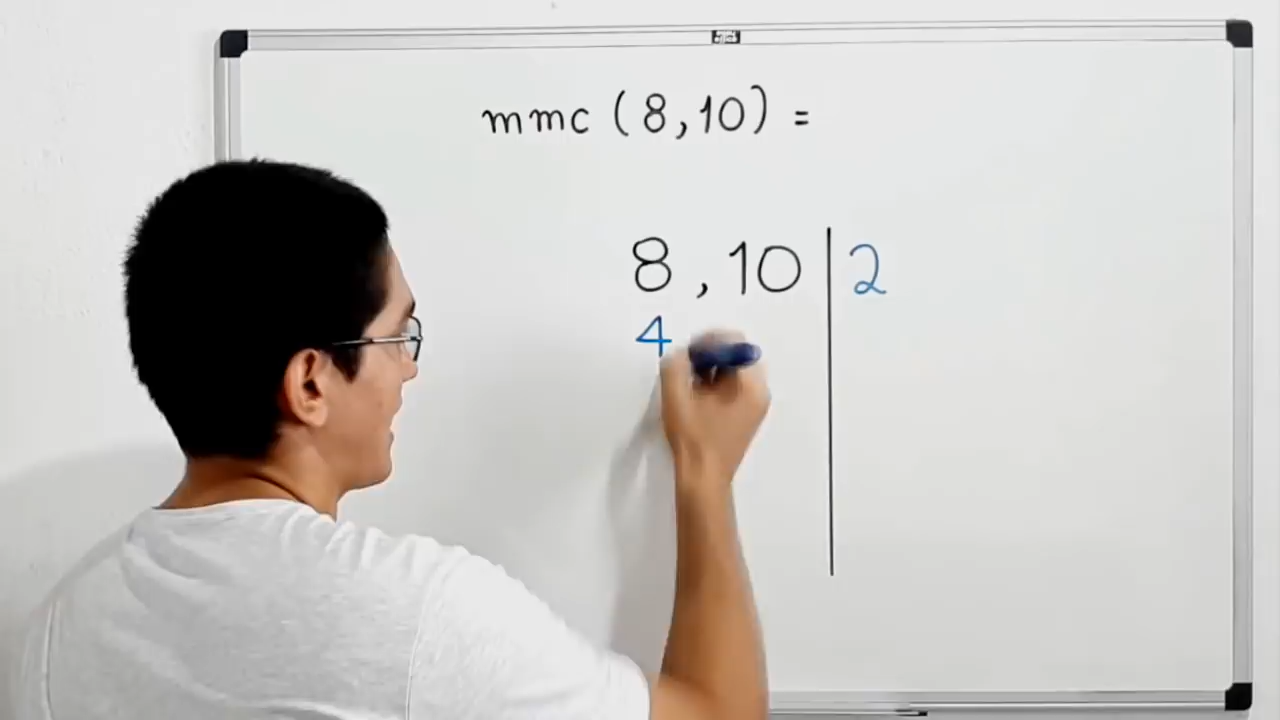 mmc (8,10) =
8 , 10 | 2
4